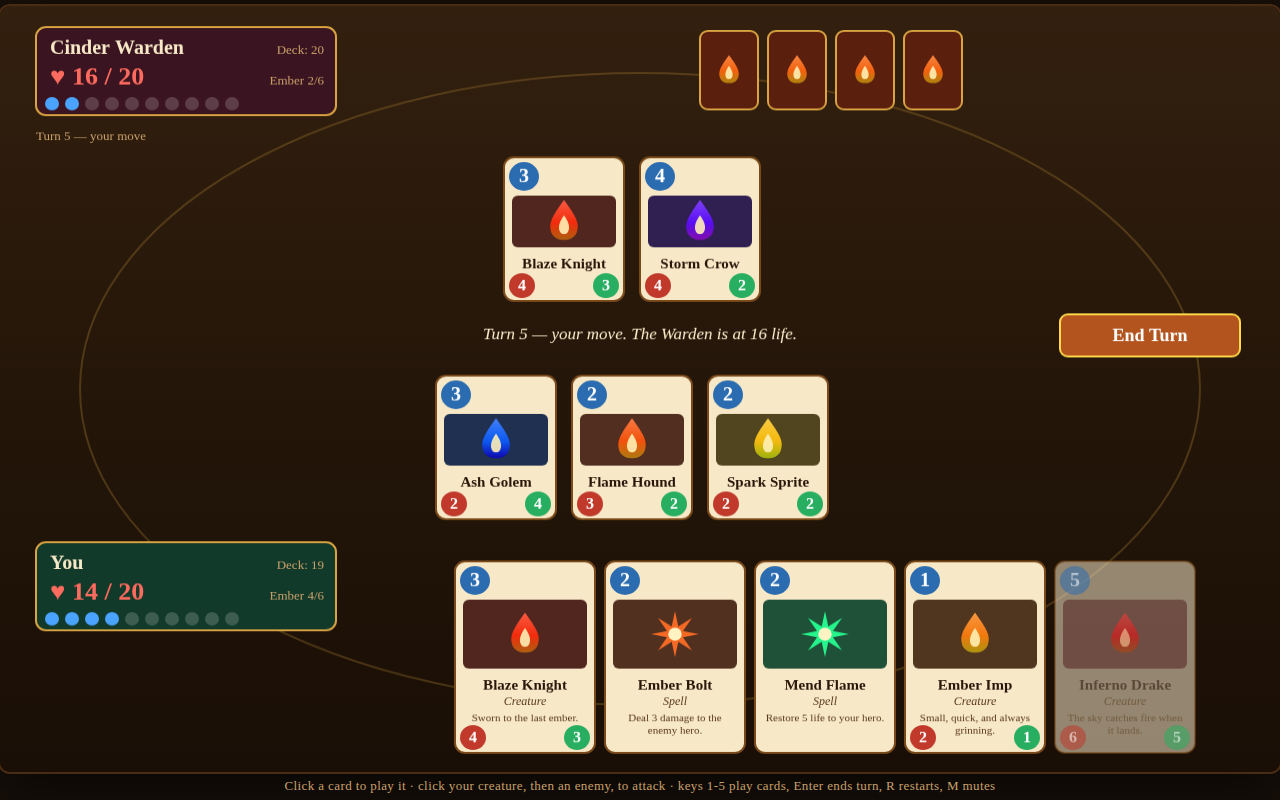 Cinder Warden
Deck: 20
♥ 16 / 20
Ember 2/6
Turn 5 — your move
3
Blaze Knight
4
3
4
Storm Crow
4
2
Turn 5 — your move. The Warden is at 16 life.
End Turn
3
Ash Golem
2
4
2
Flame Hound
3
2
2
Spark Sprite
2
2
You
Deck: 19
♥ 14 / 20
Ember 4/6
3
Blaze Knight
Creature
Sworn to the last ember.
4
3
2
Ember Bolt
Spell
Deal 3 damage to the
enemy hero.
2
Mend Flame
Spell
Restore 5 life to your hero.
1
Ember Imp
Creature
Small, quick, and always
grinning.
2
1
5
Inferno Drake
Creature
The sky catches fire when
it lands.
6
5
Click a card to play it · click your creature, then an enemy, to attack · keys 1-5 play cards, Enter ends turn, R restarts, M mutes